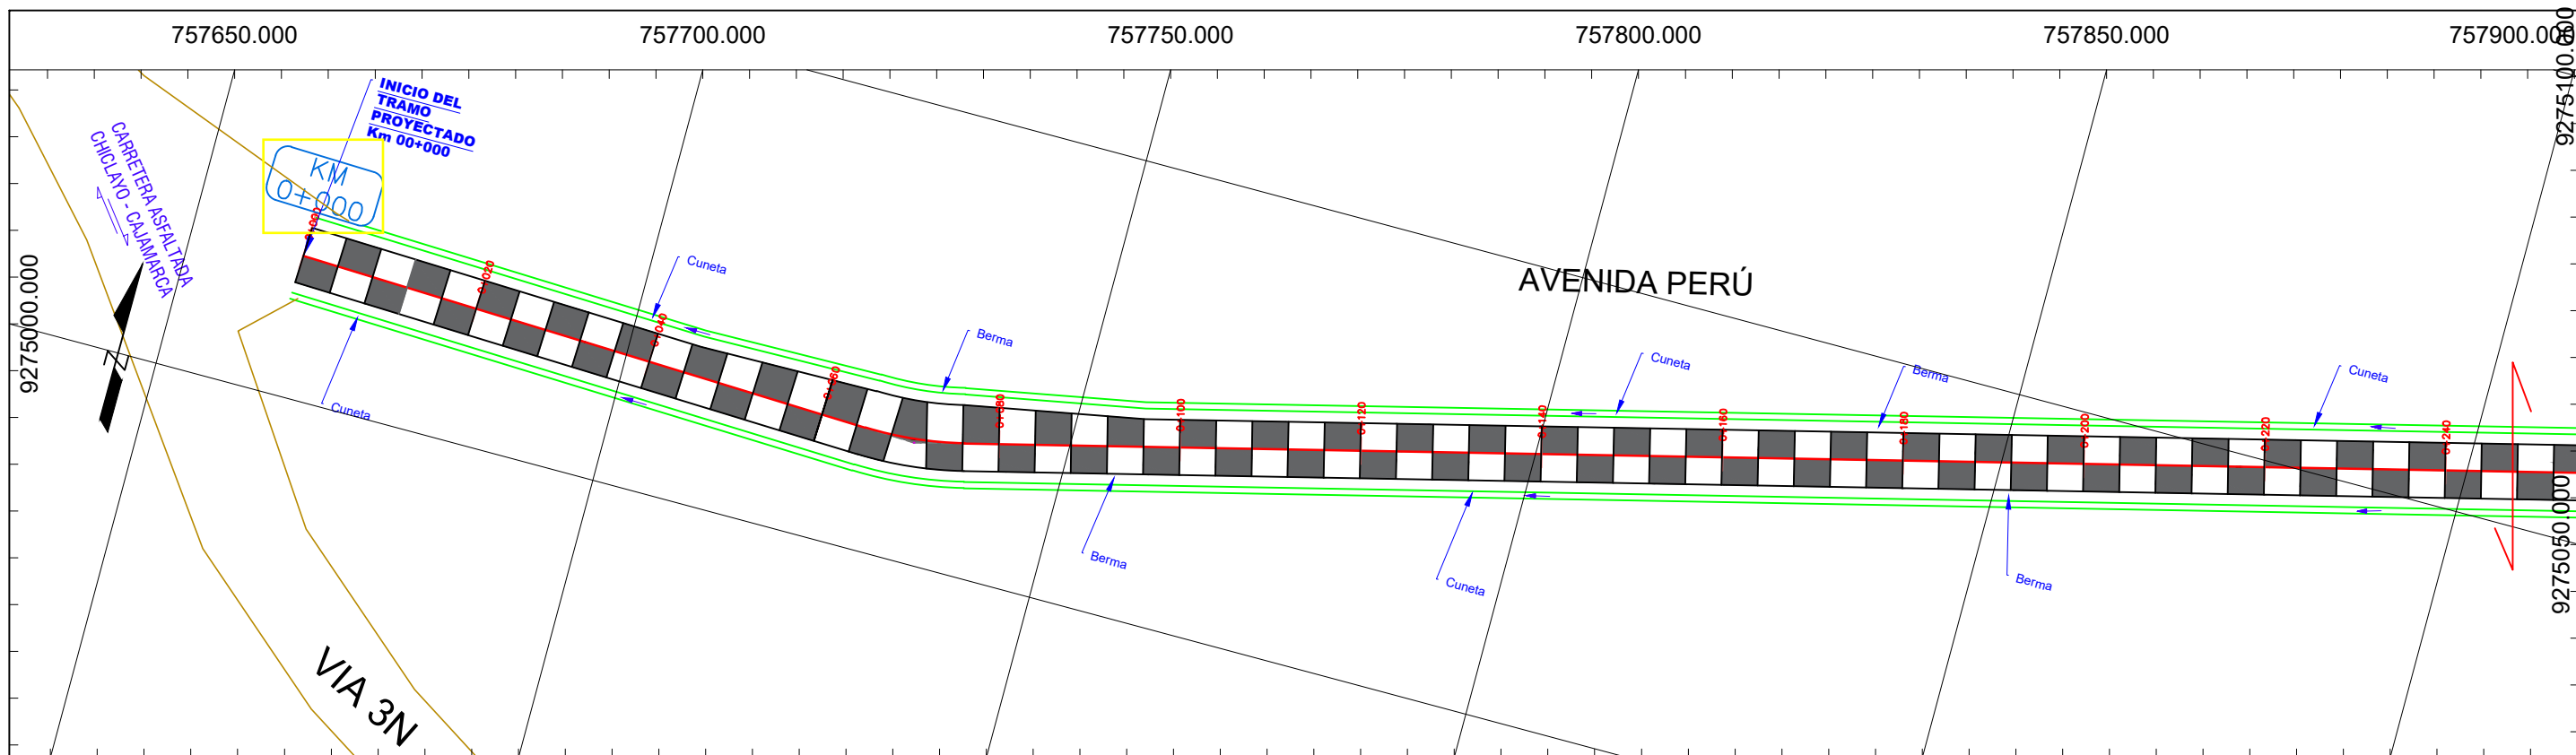 757650.000
757700.000
757750.000
757800.000
757850.000
757900.000
9275100.000
INICIO DEL
TRAMO
PROYECTADO
Km 00+000
KM
0+000
CARRETERA ASFALTADA
CHICLAYO - CAJAMARCA
9275000.000
N
0+000
0+020
0+040
0+060
0+080
0+100
0+120
0+140
0+160
0+180
0+200
0+220
0+240
Cuneta
Berma
AVENIDA PERÚ
Cuneta
Berma
Cuneta
Cuneta
Berma
Cuneta
Berma
9275050.000
VIA 3N